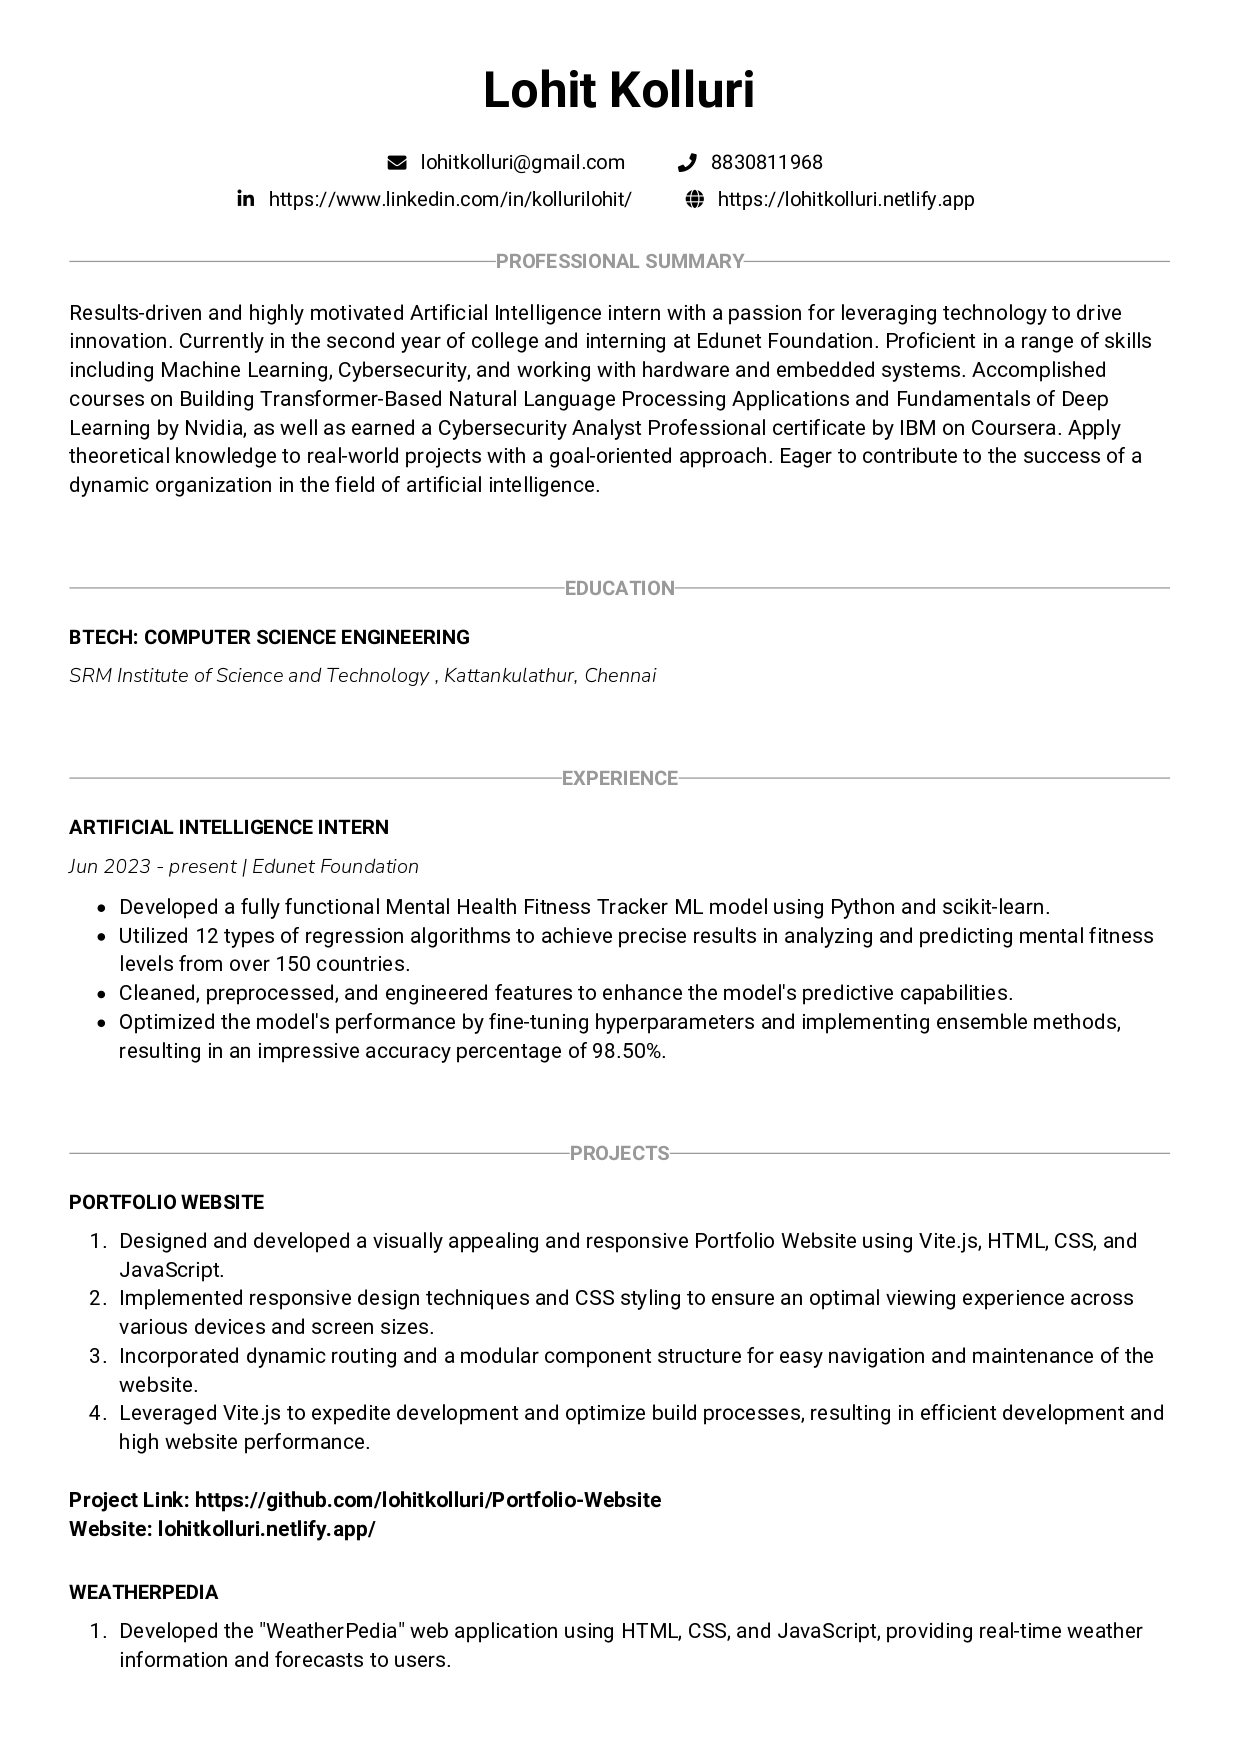 Lohit Kolluri
lohitkolluri@gmail.com 8830811968
https://www.linkedin.com/in/kollurilohit/ https://lohitkolluri.netlify.app
PROFESSIONAL SUMMARY
Results-driven and highly motivated Artificial Intelligence intern with a passion for leveraging technology to drive
innovation. Currently in the second year of college and interning at Edunet Foundation. Proficient in a range of skills
including Machine Learning, Cybersecurity, and working with hardware and embedded systems. Accomplished
courses on Building Transformer-Based Natural Language Processing Applications and Fundamentals of Deep
Learning by Nvidia, as well as earned a Cybersecurity Analyst Professional certificate by IBM on Coursera. Apply
theoretical knowledge to real-world projects with a goal-oriented approach. Eager to contribute to the success of a
dynamic organization in the field of artificial intelligence.
EDUCATION
BTECH: COMPUTER SCIENCE ENGINEERING
SRM Institute of Science and Technology , Kattankulathur, Chennai
EXPERIENCE
ARTIFICIAL INTELLIGENCE INTERN
Jun 2023 - present | Edunet Foundation
• Developed a fully functional Mental Health Fitness Tracker ML model using Python and scikit-learn.
• Utilized 12 types of regression algorithms to achieve precise results in analyzing and predicting mental fitness
levels from over 150 countries.
• Cleaned, preprocessed, and engineered features to enhance the model's predictive capabilities.
• Optimized the model's performance by fine-tuning hyperparameters and implementing ensemble methods,
resulting in an impressive accuracy percentage of 98.50%.
PROJECTS
PORTFOLIO WEBSITE
1. Designed and developed a visually appealing and responsive Portfolio Website using Vite.js, HTML, CSS, and
JavaScript.
2. Implemented responsive design techniques and CSS styling to ensure an optimal viewing experience across
various devices and screen sizes.
3. Incorporated dynamic routing and a modular component structure for easy navigation and maintenance of the
website.
4. Leveraged Vite.js to expedite development and optimize build processes, resulting in efficient development and
high website performance.
Project Link: https://github.com/lohitkolluri/Portfolio-Website
Website: lohitkolluri.netlify.app/
WEATHERPEDIA
1. Developed the "WeatherPedia" web application using HTML, CSS, and JavaScript, providing real-time weather
information and forecasts to users.